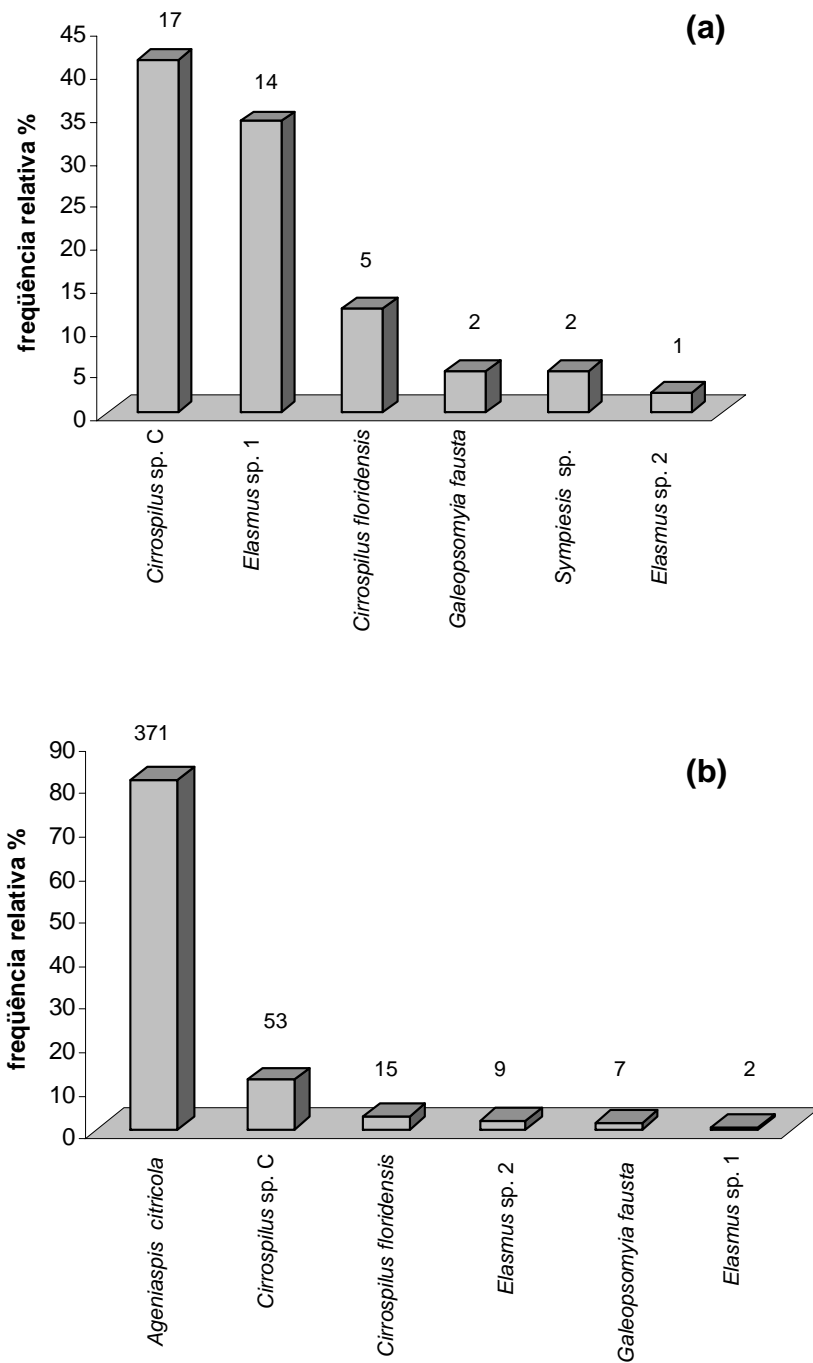 (a)
freqüência relativa %
45
40
35
30
25
20
15
10
5
0
17
14
5
2
2
1
Cirrospilus sp. C
Elasmus sp. 1
Cirrospilus floridensis
Galeopsomyia fausta
Sympiesis sp.
Elasmus sp. 2
(b)
freqüência relativa %
90
80
70
60
50
40
30
20
10
0
371
53
15
9
7
2
Ageniaspis citricola
Cirrospilus sp. C
Cirrospilus floridensis
Elasmus sp. 2
Galeopsomyia fausta
Elasmus sp. 1